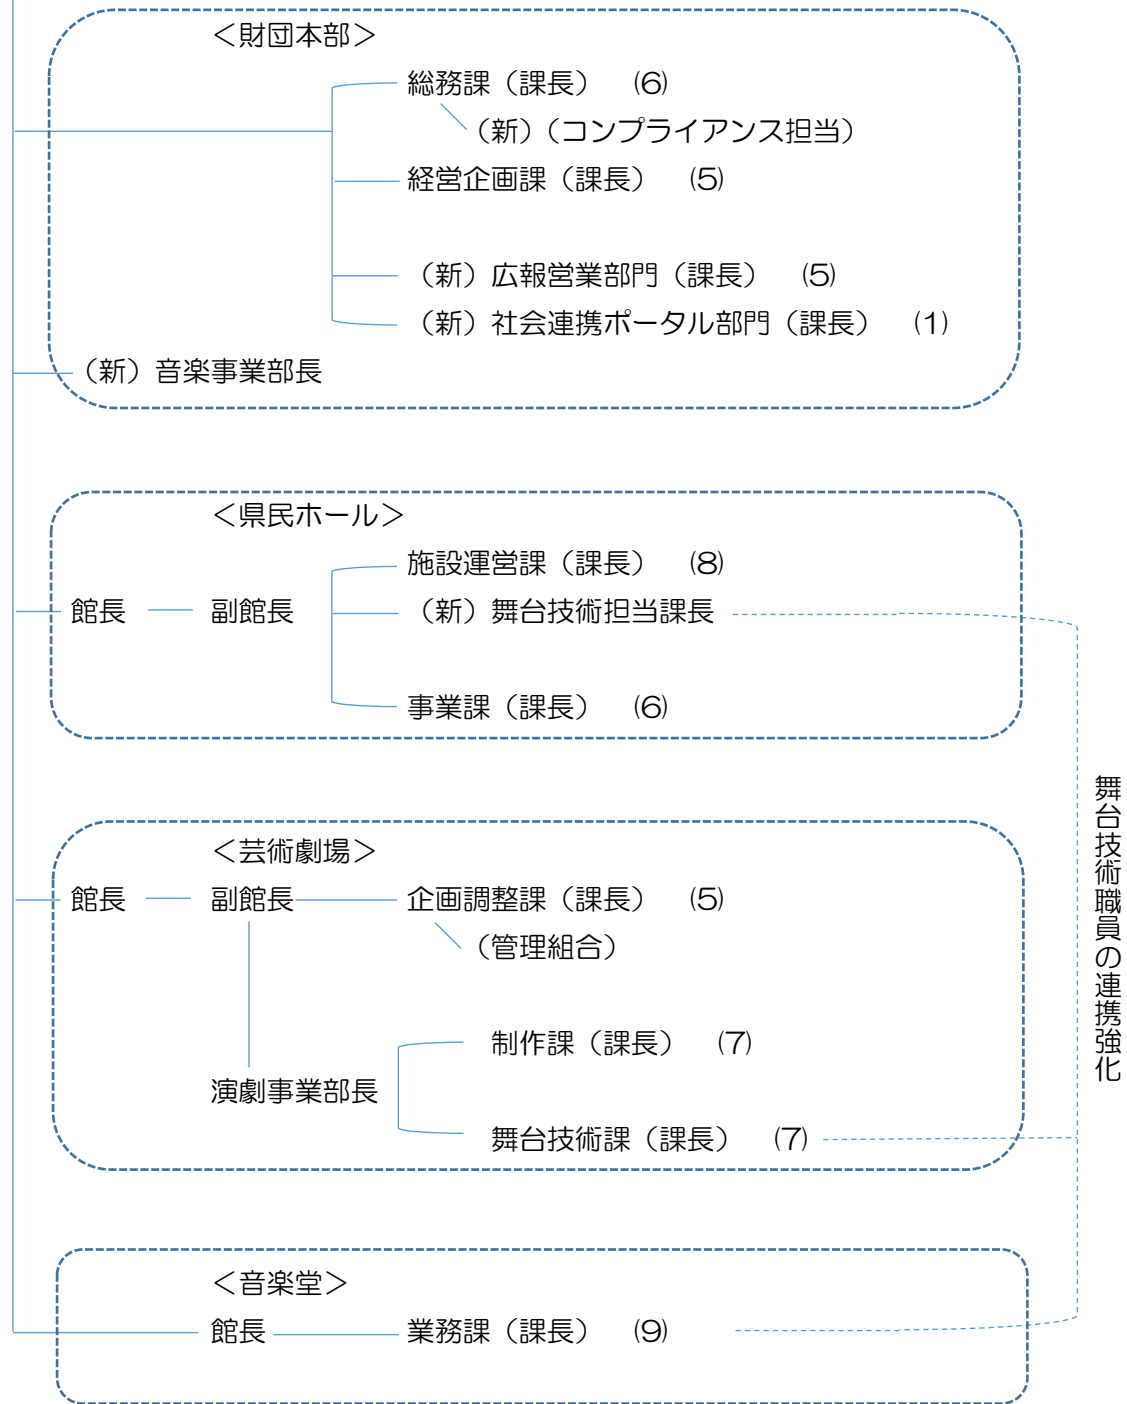 ＜財団本部＞
総務課（課長）　(6)
（新）（コンプライアンス担当）
経営企画課（課長）　(5)
（新）広報営業部門（課長）　(5)
（新）社会連携ポータル部門（課長）　(1)
（新）音楽事業部長
＜県民ホール＞
施設運営課（課長）　(8)
館長　副館長　（新）舞台技術担当課長
事業課（課長）　(6)
＜芸術劇場＞
館長　副館長　企画調整課（課長）　(5)
（管理組合）
制作課（課長）　(7)
演劇事業部長
舞台技術課（課長）　(7)
＜音楽堂＞
館長　業務課（課長）　(9)
舞台技術職員の連携強化